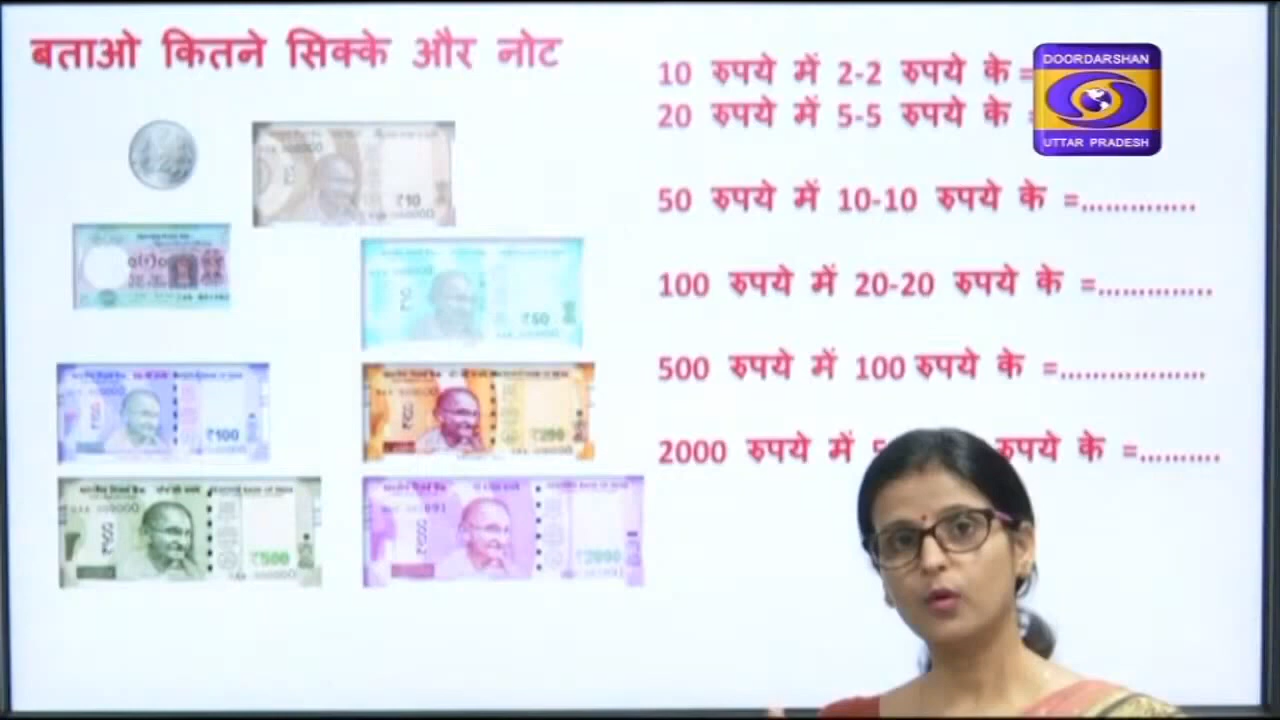 बताओ कितने सिक्के और नोट
10 रुपये में 2-2 रुपये के =
20 रुपये में 5-5 रुपये के =
50 रुपये में 10-10 रुपये के =..............
100 रुपये में 20-20 रुपये के =..............
500 रुपये में 100 रुपये के =..................
2000 रुपये में रुपये के =..........
DOORDARSHAN
UTTAR PRADESH
₹10
₹50
₹100
₹500
₹2000